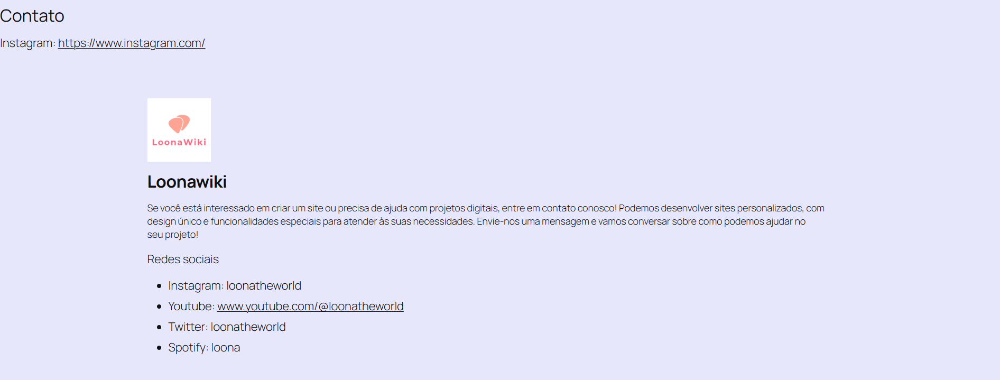 Contato
Instagram: https://www.instagram.com/
LoonaWiki
Loonawiki
Se você está interessado em criar um site ou precisa de ajuda com projetos digitais, entre em contato conosco! Podemos desenvolver sites personalizados, com
design único e funcionalidades especiais para atender às suas necessidades. Envie-nos uma mensagem e vamos conversar sobre como podemos ajudar no
seu projeto!
Redes sociais
• Instagram: loonatheworld
• Youtube: www.youtube.com/@loonatheworld
• Twitter: loonatheworld
• Spotify: loona